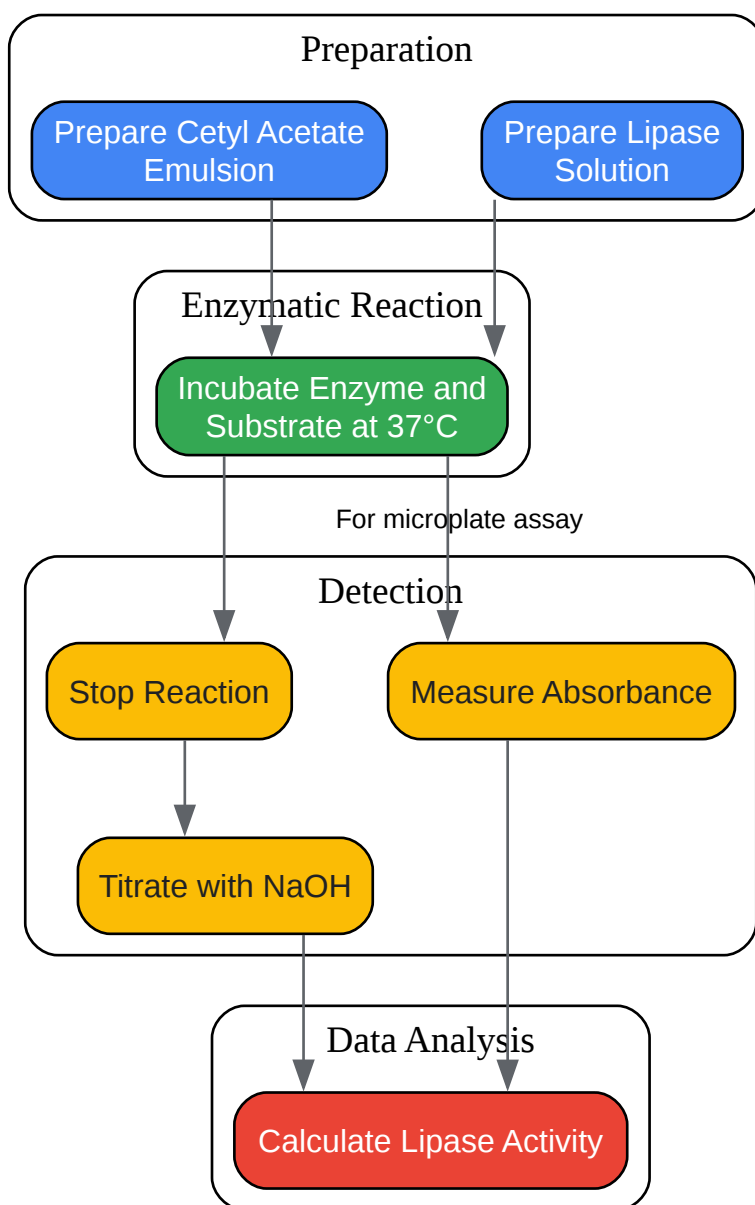 Preparation
Prepare Cetyl Acetate
Emulsion
Prepare Lipase
Solution
Enzymatic Reaction
Incubate Enzyme and
Substrate at 37°C
For microplate assay
Detection
Stop Reaction
Measure Absorbance
Titrate with NaOH
Data Analysis
Calculate Lipase Activity